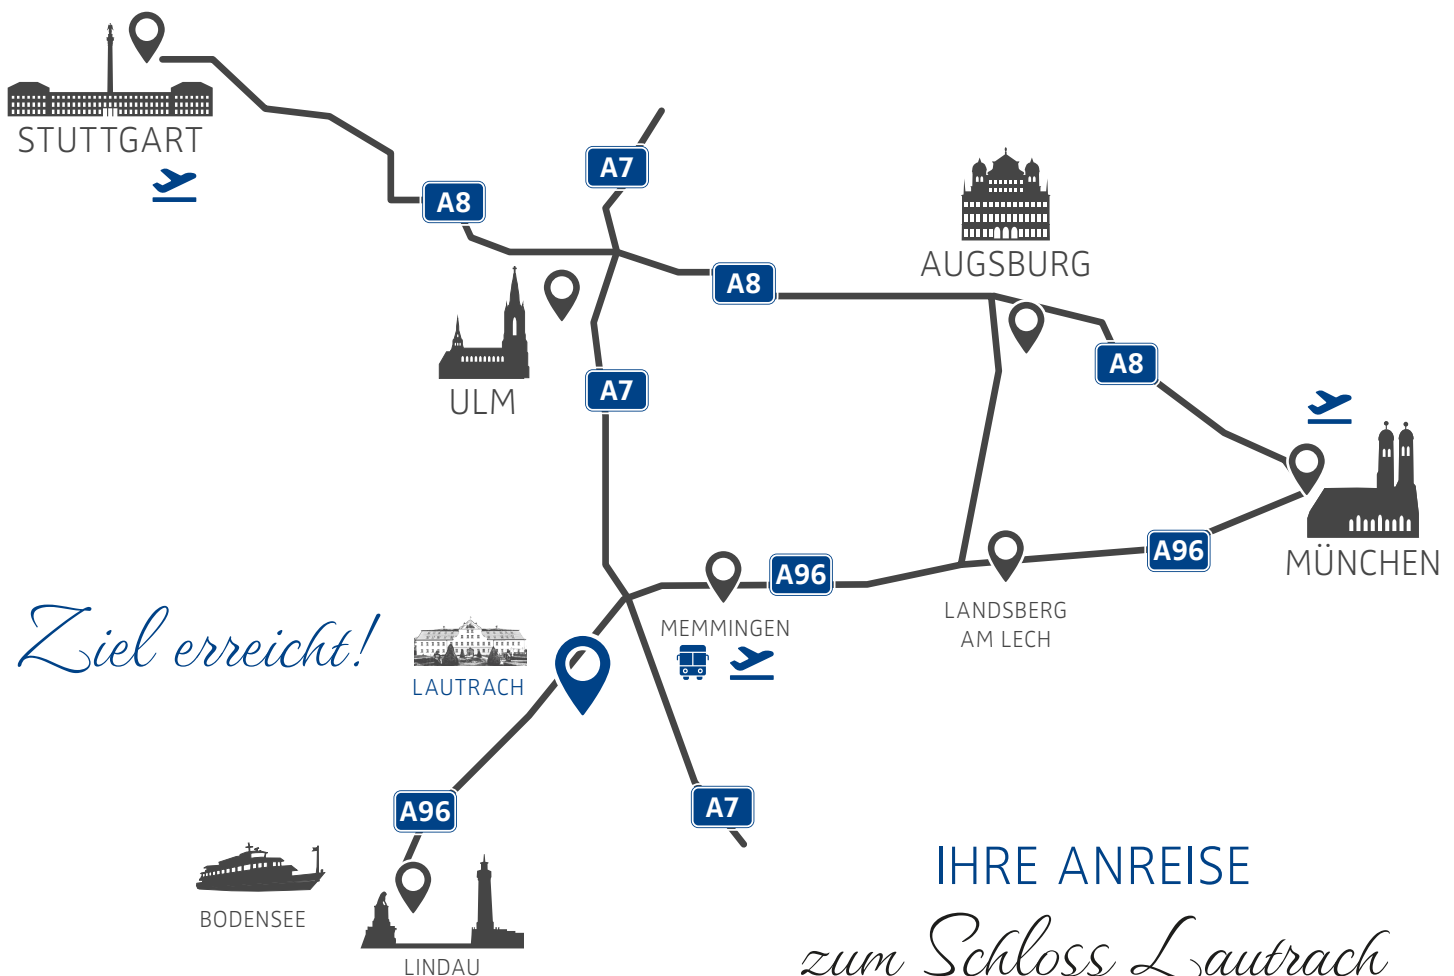 STUTTGART
A7
A8
AUGSBURG
A8
A8
ULM
A7
MÜNCHEN
A96
A96
LANDSBERG
AM LECH
MEMMINGEN
Ziel erreicht!
LAUTRACH
A96
A7
BODENSEE
LINDAU
IHRE ANREISE
zum Schloss Lautrach